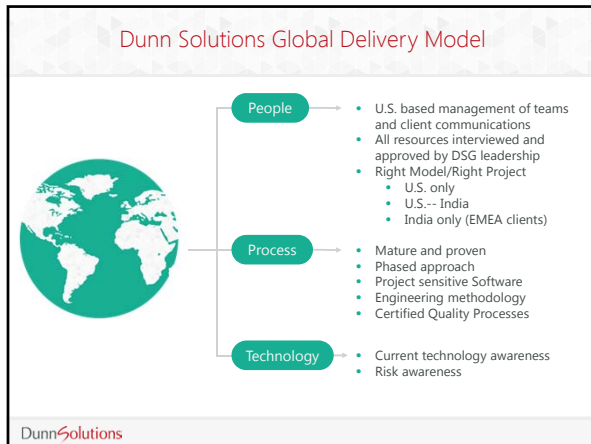 Dunn Solutions Global Delivery Model
People
• U.S. based management of teams
and client communications
• All resources interviewed and
approved by DSG leadership
• Right Model/Right Project
• U.S. only
• U.S.-- India
• India only (EMEA clients)
Process
• Mature and proven
• Phased approach
• Project sensitive Software
• Engineering methodology
• Certified Quality Processes
Technology
• Current technology awareness
• Risk awareness
DunnSolutions